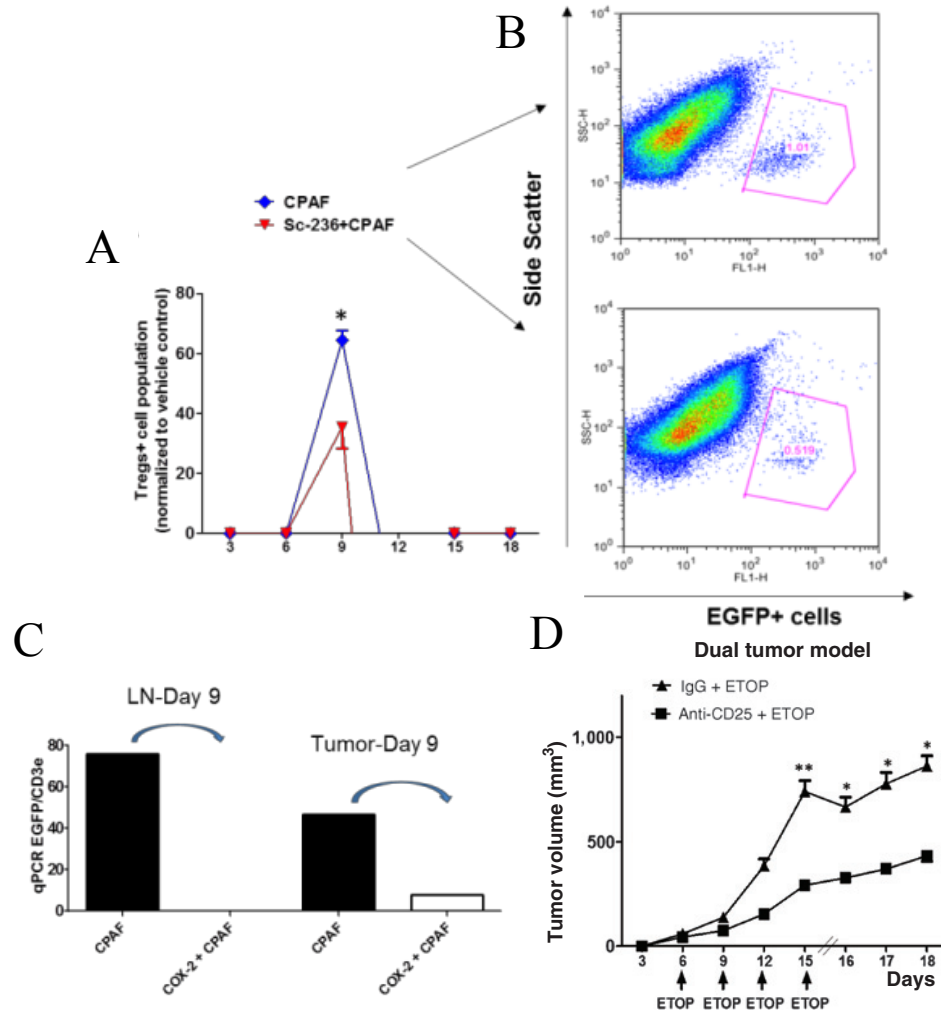 A
CPAF
Sc-236+CPAF
Tregs+ cell population
(normalized to vehicle control)
80
60
40
20
0
*
3 6 9 12 15 18
B
Side Scatter
SSC-H
10⁴
10³
10²
10¹
10⁰
1.01
10⁰ 10¹ 10² 10³ 10⁴
FL1-H
SSC-H
10⁴
10³
10²
10¹
10⁰
0.519
10⁰ 10¹ 10² 10³ 10⁴
FL1-H
EGFP+ cells
C
LN-Day 9
Tumor-Day 9
qPCR EGFP/CD3e
80
60
40
20
0
CPAF
COX-2 + CPAF
CPAF
COX-2 + CPAF
D
Dual tumor model
IgG + ETOP
Anti-CD25 + ETOP
Tumor volume (mm³)
1,000
500
0
** * * *
3 6 9 12 15 16 17 18
Days
ETOP ETOP ETOP ETOP